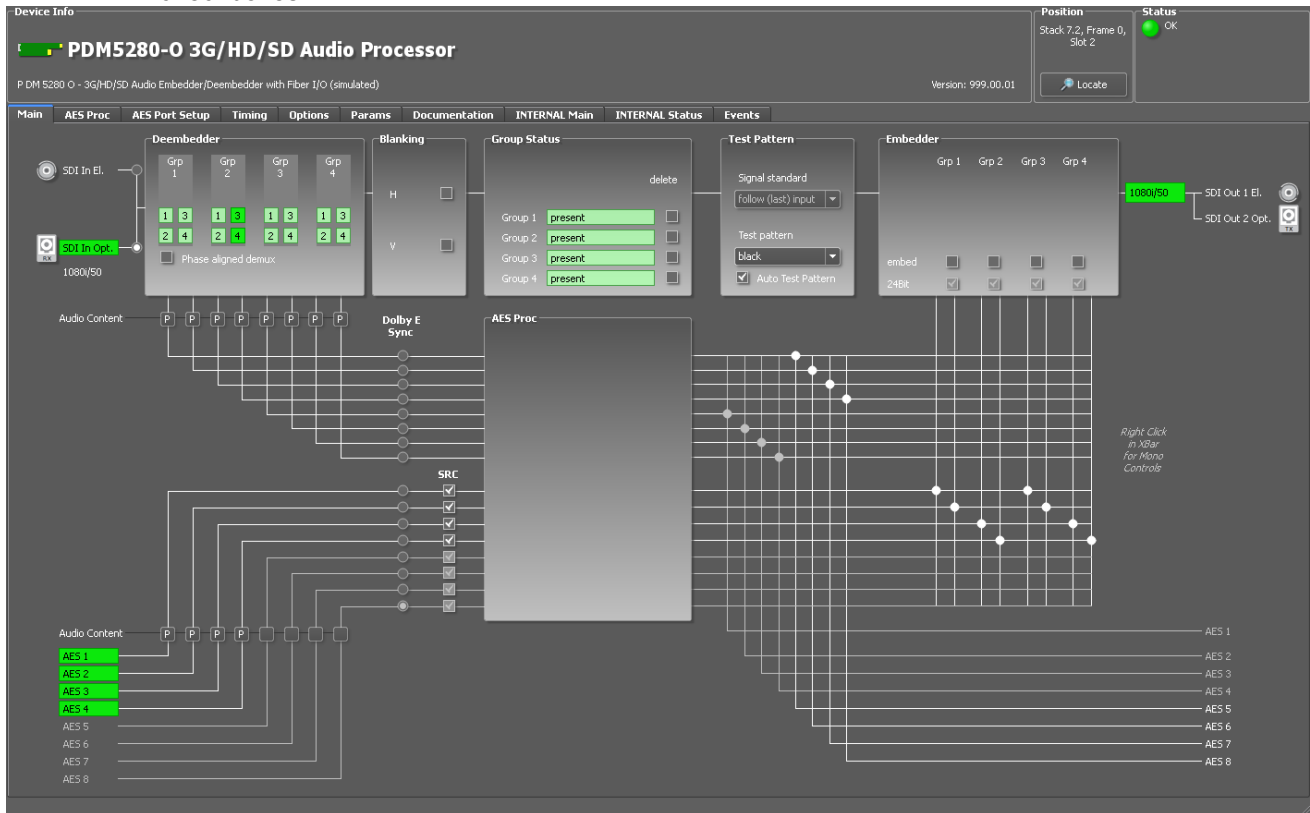 Device Info
PDM5280-O 3G/HD/SD Audio Processor
P DM 5280 O - 3G/HD/SD Audio Embedder/Deembedder with Fiber I/O (simulated)
Version: 999.00.01
Position
Stack 7.2, Frame 0,
Slot 2
Locate
Status
OK
Main AES Proc AES Port Setup Timing Options Params Documentation INTERNAL Main INTERNAL Status Events
SDI In El.
SDI In Opt.
RX
1080i/50
Deembedder
Grp 1 Grp 2 Grp 3 Grp 4
1 3 1 3 1 3 1 3
2 4 2 4 2 4 2 4
Phase aligned demux
Blanking
H
V
Group Status
delete
Group 1 present
Group 2 present
Group 3 present
Group 4 present
Test Pattern
Signal standard
follow (last) input
Test pattern
black
Auto Test Pattern
Embedder
Grp 1 Grp 2 Grp 3 Grp 4
embed
24Bit
1080i/50
SDI Out 1 El.
SDI Out 2 Opt.
TX
Audio Content P P P P P P P P
Dolby E
Sync
AES Proc
SRC
Right Click
in XBar
for Mono
Controls
Audio Content P P P P
AES 1
AES 2
AES 3
AES 4
AES 5
AES 6
AES 7
AES 8
AES 1
AES 2
AES 3
AES 4
AES 5
AES 6
AES 7
AES 8